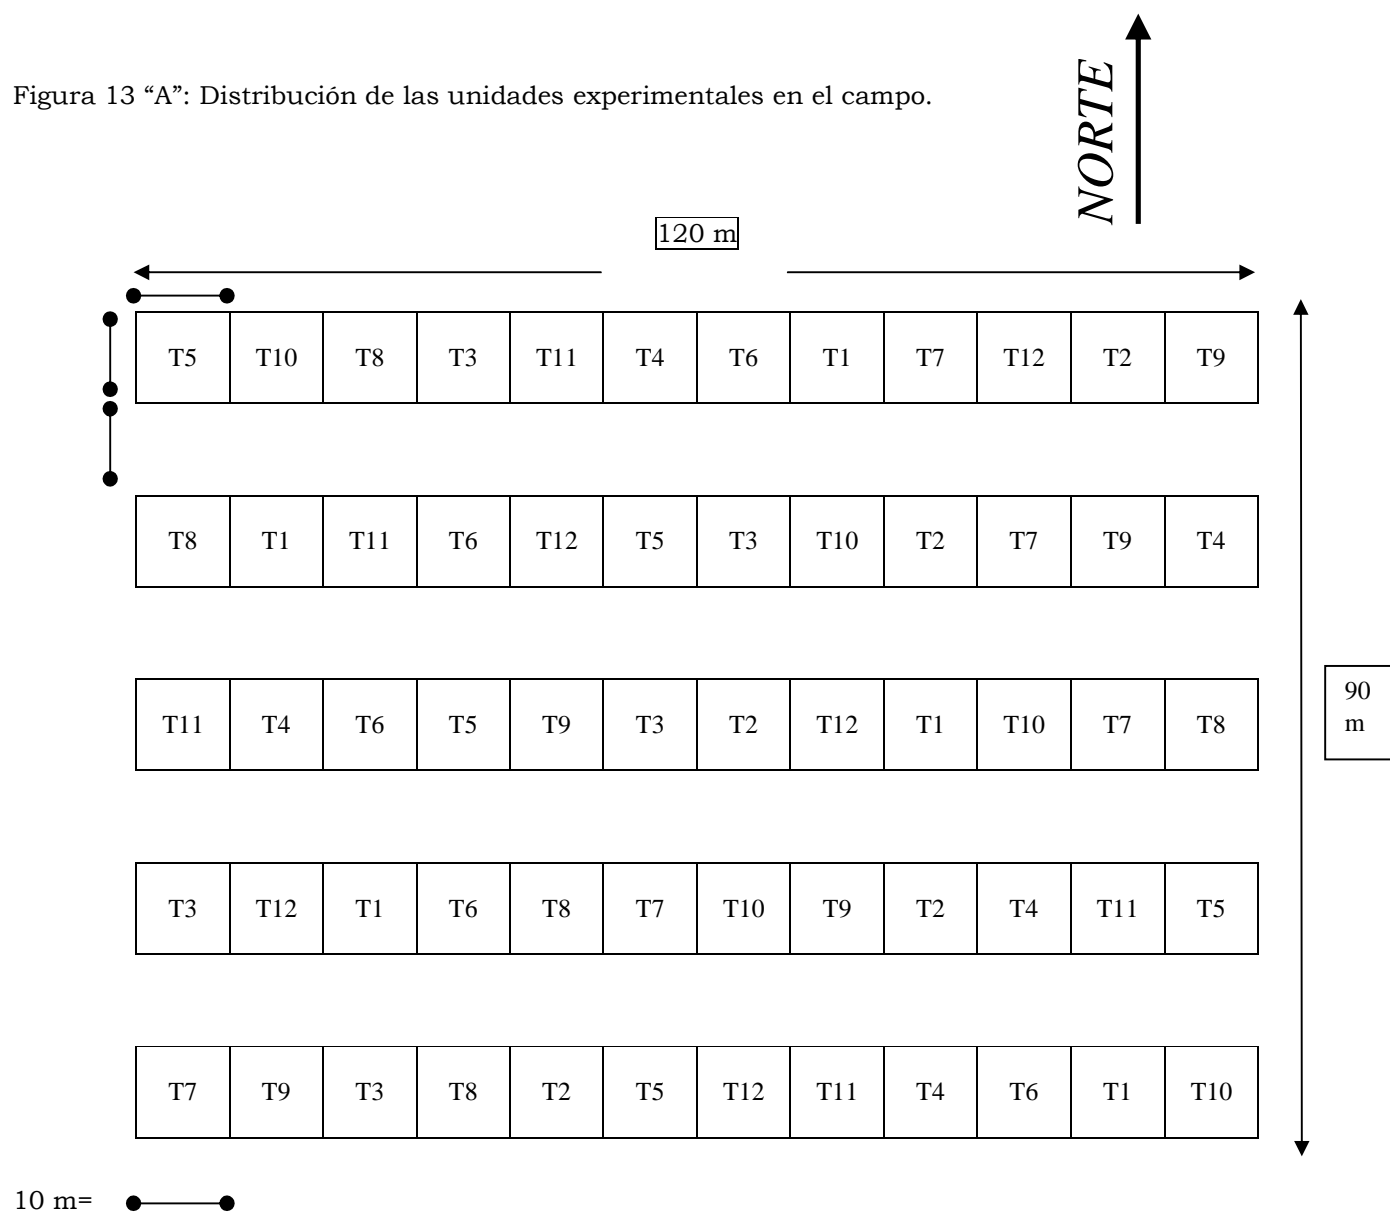 NORTE
Figura 13 “A”: Distribución de las unidades experimentales en el campo.
120 m
T5 T10 T8 T3 T11 T4 T6 T1 T7 T12 T2 T9
T8 T1 T11 T6 T12 T5 T3 T10 T2 T7 T9 T4
T11 T4 T6 T5 T9 T3 T2 T12 T1 T10 T7 T8
90
m
T3 T12 T1 T6 T8 T7 T10 T9 T2 T4 T11 T5
T7 T9 T3 T8 T2 T5 T12 T11 T4 T6 T1 T10
10 m=